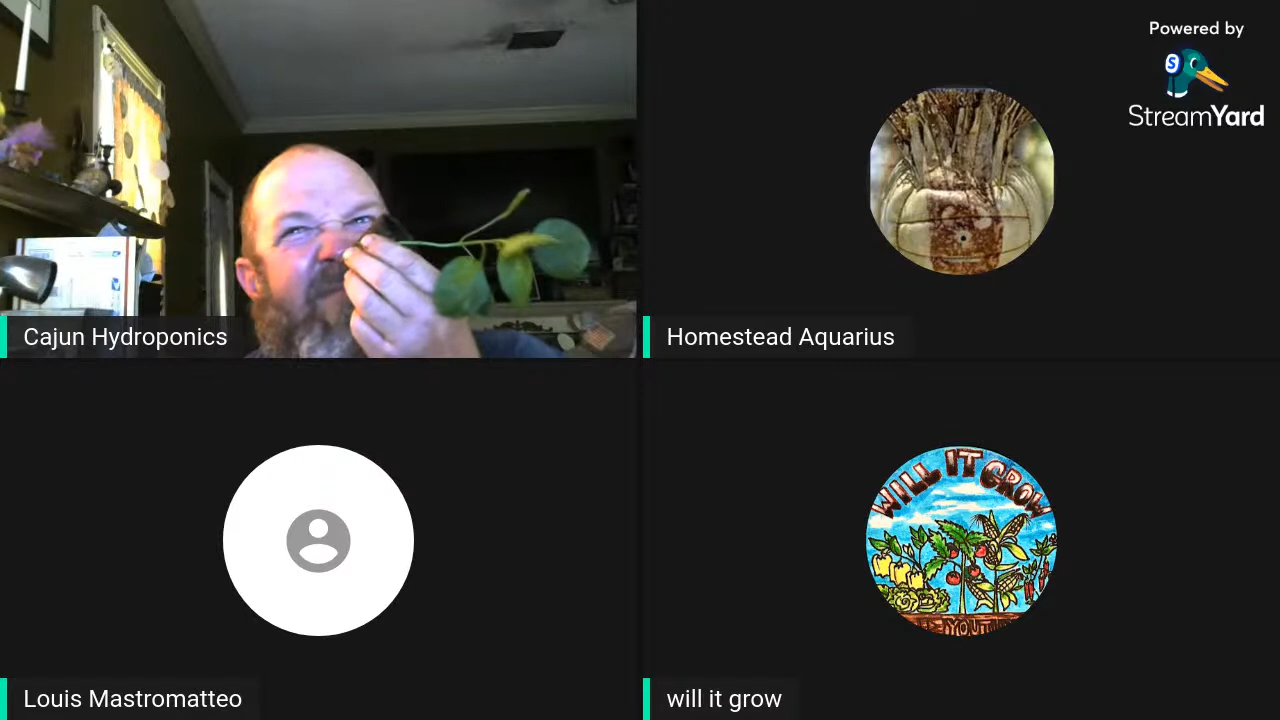 Powered by
S
StreamYard
Cajun Hydroponics
Homestead Aquarius
WILL IT GROW
Louis Mastromatteo
will it grow